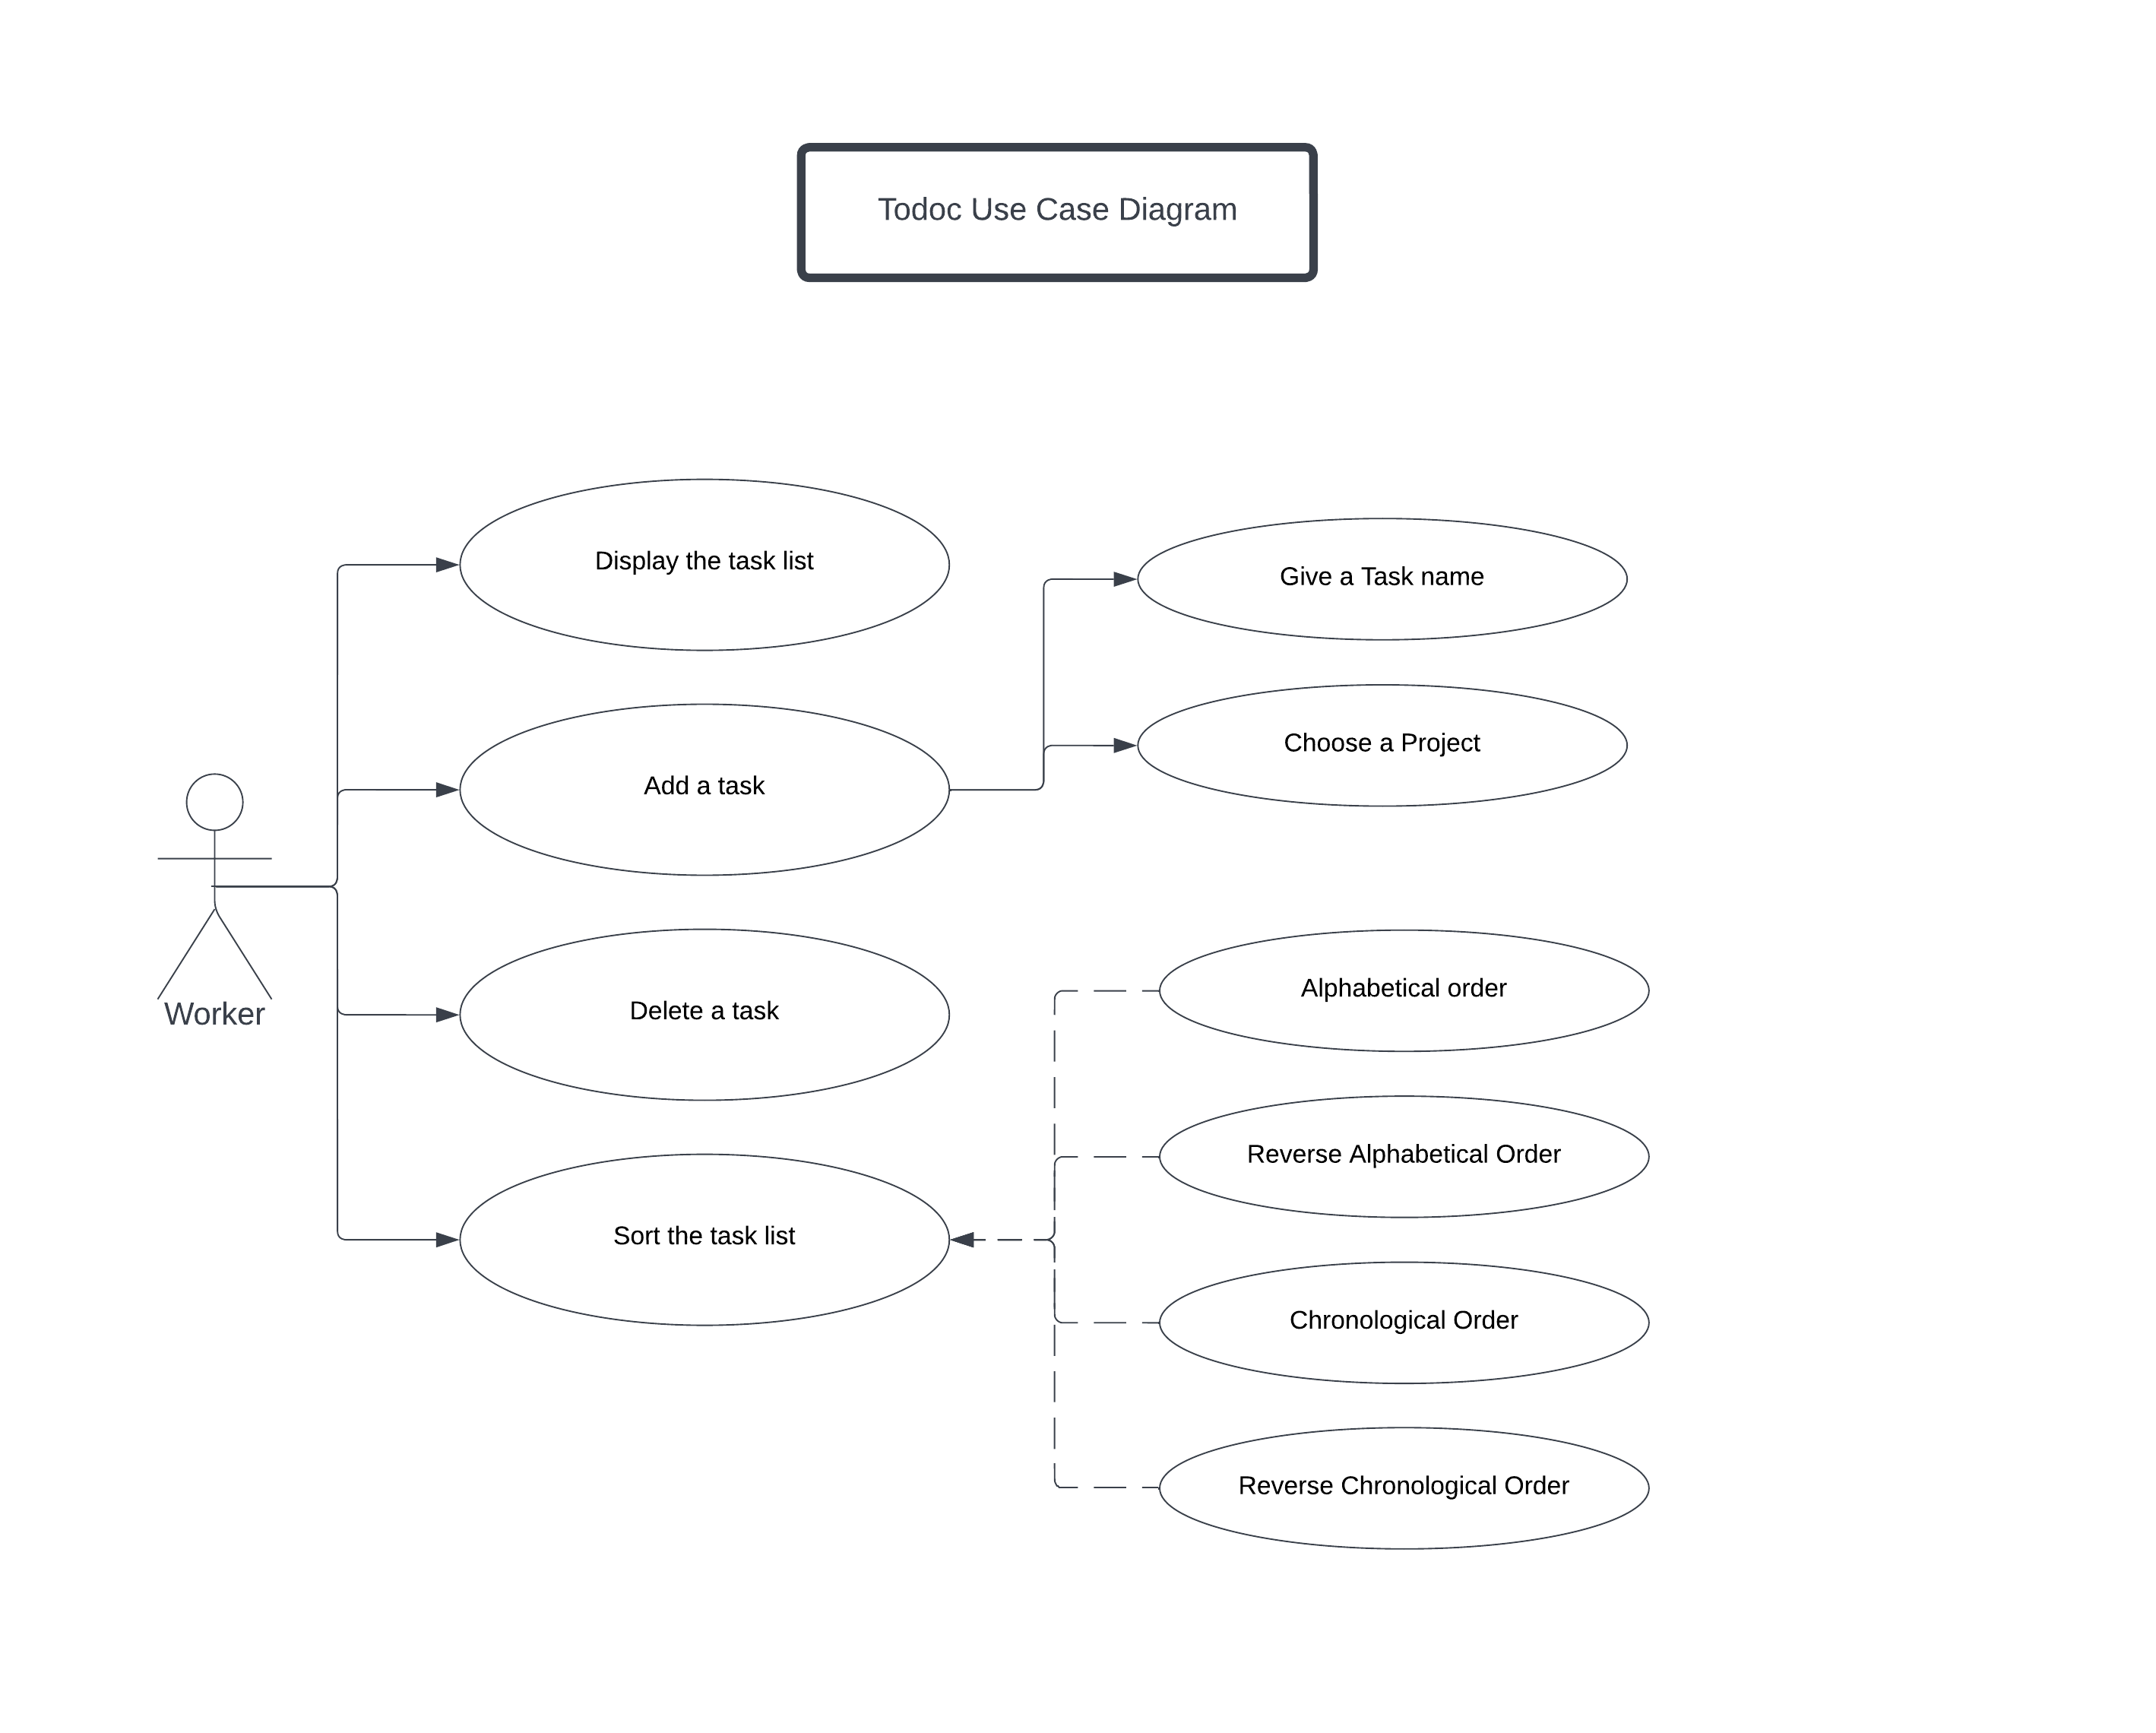 Todoc Use Case Diagram
Display the task list
Give a Task name
Choose a Project
Add a task
Worker
Delete a task
Alphabetical order
Reverse Alphabetical Order
Sort the task list
Chronological Order
Reverse Chronological Order